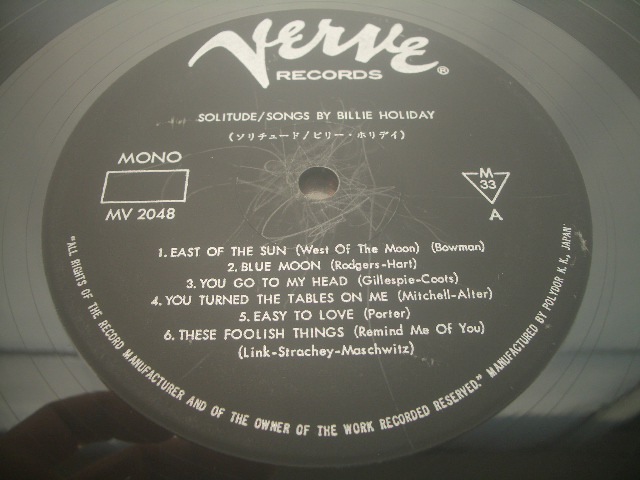 Verve®
RECORDS
SOLITUDE/SONGS BY BILLIE HOLIDAY
(ソリチュード/ビリー・ホリデイ)
MONO
MV 2048
M
33
A
1. EAST OF THE SUN (West Of The Moon) (Bowman)
2. BLUE MOON (Rodgers-Hart)
3. YOU GO TO MY HEAD (Gillespie-Coots)
4. YOU TURNED THE TABLES ON ME (Mitchell-Alter)
5. EASY TO LOVE (Porter)
6. THESE FOOLISH THINGS (Remind Me Of You)
(Link-Strachey-Maschwitz)
"ALL RIGHTS OF THE RECORD MANUFACTURER AND OF THE OWNER OF THE WORK RECORDED RESERVED." MANUFACTURED BY POLYDOR K.K., JAPAN